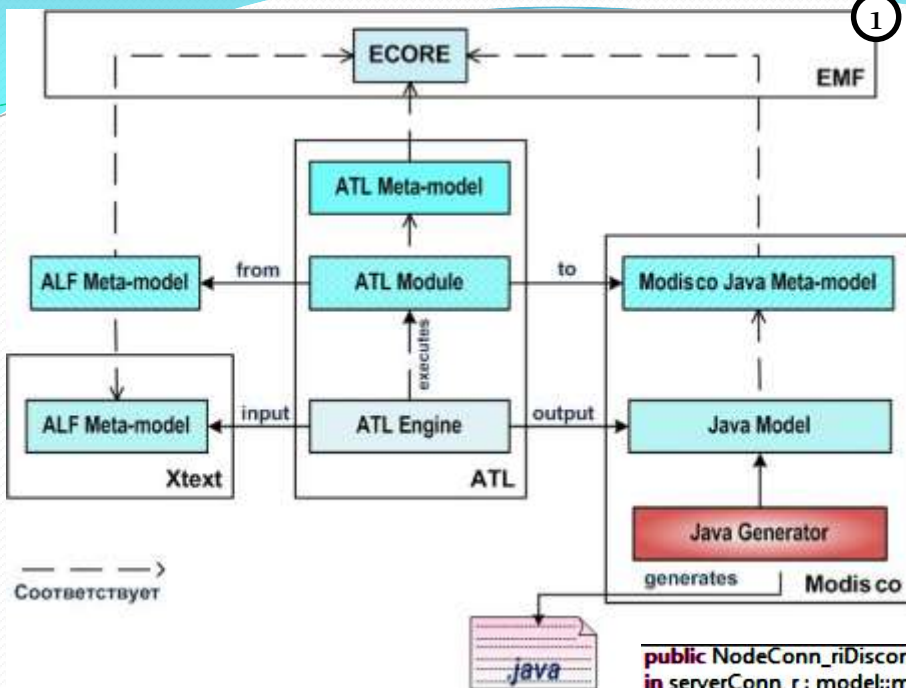 1
ECORE
EMF
ATL Meta-model
ALF Meta-model
from
ATL Module
to
Modisco Java Meta-model
executes
ALF Meta-model
input
ATL Engine
output
Java Model
Xtext
ATL
Java Generator
Соответствует
generates
Modisco
.java
public NodeConn_riDiscor
in serverConn_r : model::m